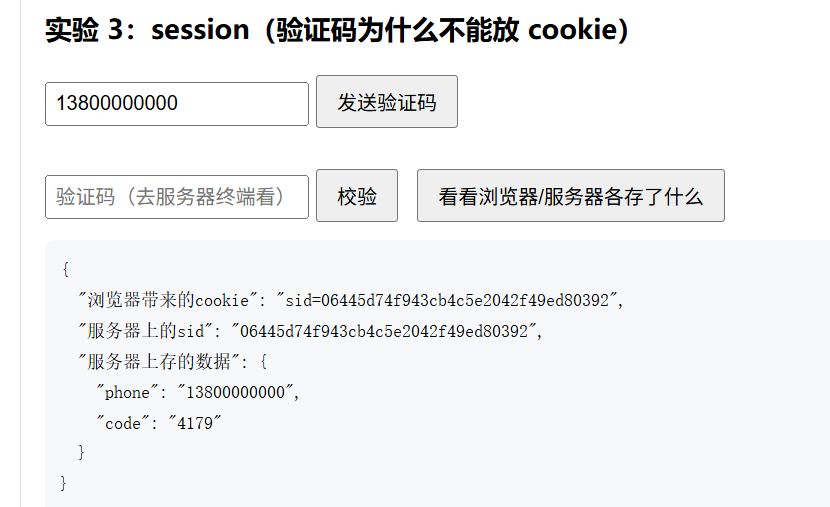 实验 3：session（验证码为什么不能放 cookie）
13800000000 发送验证码
验证码（去服务器终端看） 校验 看看浏览器/服务器各存了什么
{
"浏览器带来的cookie": "sid=06445d74f943cb4c5e2042f49ed80392",
"服务器上的sid": "06445d74f943cb4c5e2042f49ed80392",
"服务器上存的数据": {
"phone": "13800000000",
"code": "4179"
}
}